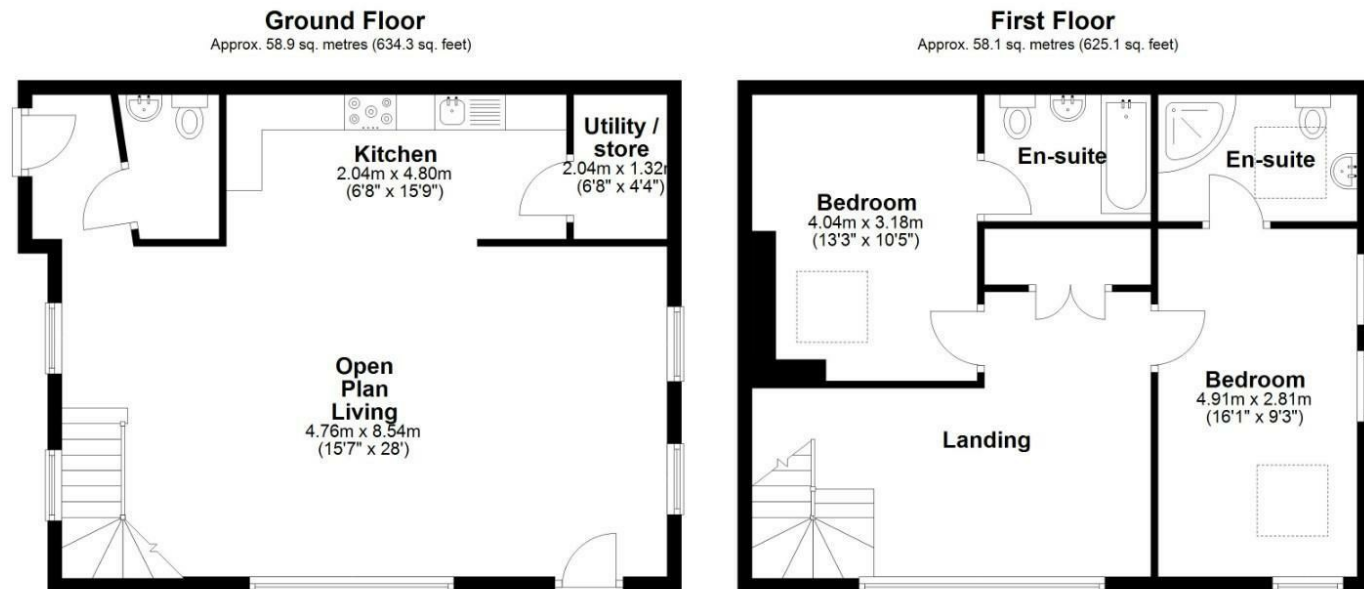 Ground Floor
Approx. 58.9 sq. metres (634.3 sq. feet)
Kitchen
2.04m x 4.80m
(6'8" x 15'9")
Utility /
store
2.04m x 1.32m
(6'8" x 4'4")
Open
Plan
Living
4.76m x 8.54m
(15'7" x 28')
First Floor
Approx. 58.1 sq. metres (625.1 sq. feet)
Bedroom
4.04m x 3.18m
(13'3" x 10'5")
En-suite
En-suite
Bedroom
4.91m x 2.81m
(16'1" x 9'3")
Landing